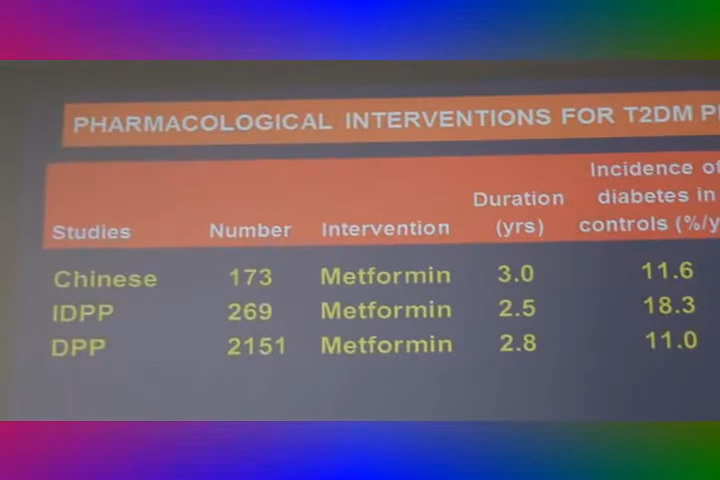 PHARMACOLOGICAL INTERVENTIONS FOR T2DM
Incidence of
Duration diabetes in
Studies Number Intervention (yrs) controls (%/y
Chinese 173 Metformin 3.0 11.6
IDPP 269 Metformin 2.5 18.3
DPP 2151 Metformin 2.8 11.0